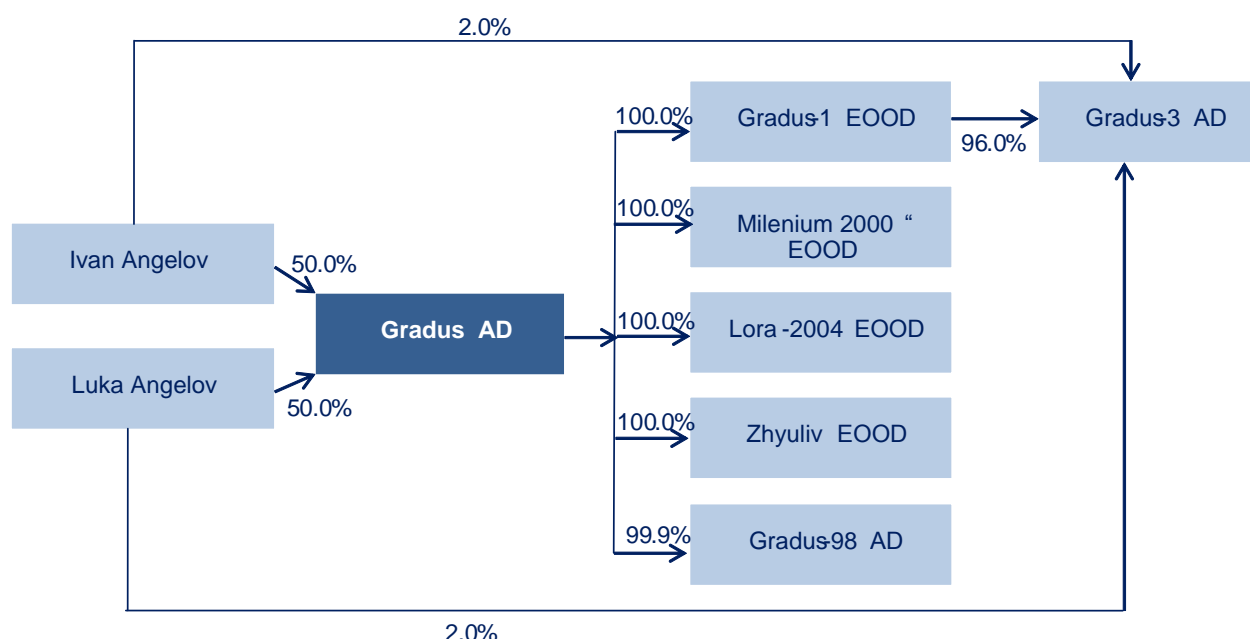 2.0%
100.0%
Gradus-1 EOOD
96.0%
Gradus-3 AD
100.0%
Milenium 2000 “
EOOD
Ivan Angelov
50.0%
Gradus AD
100.0%
Lora -2004 EOOD
Luka Angelov
50.0%
100.0%
Zhyuliv EOOD
99.9%
Gradus-98 AD
2.0%